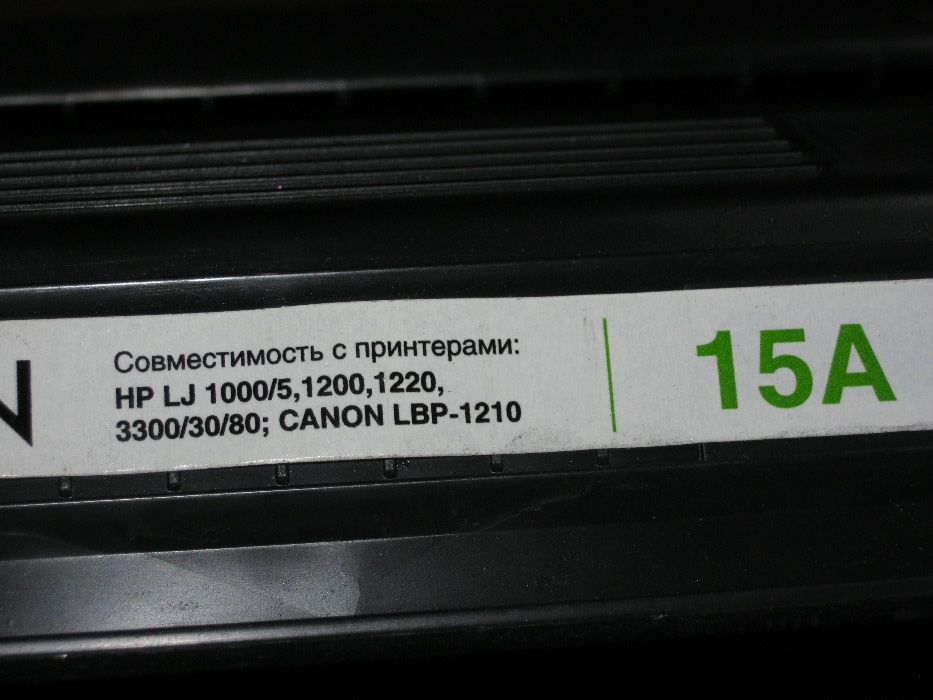 N
Совместимость с принтерами:
HP LJ 1000/5,1200,1220,
3300/30/80; CANON LBP-1210
15A